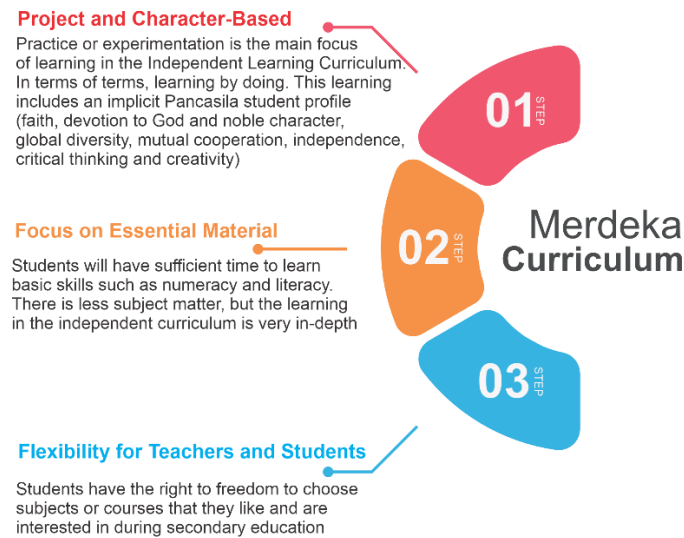 Project and Character-Based
Practice or experimentation is the main focus
of learning in the Independent Learning Curriculum.
In terms of terms, learning by doing. This learning
includes an implicit Pancasila student profile
(faith, devotion to God and noble character,
global diversity, mutual cooperation, independence,
critical thinking and creativity)
01 STEP
Focus on Essential Material
Students will have sufficient time to learn
basic skills such as numeracy and literacy.
There is less subject matter, but the learning
in the independent curriculum is very in-depth
02 STEP
Merdeka
Curriculum
03 STEP
Flexibility for Teachers and Students
Students have the right to freedom to choose
subjects or courses that they like and are
interested in during secondary education